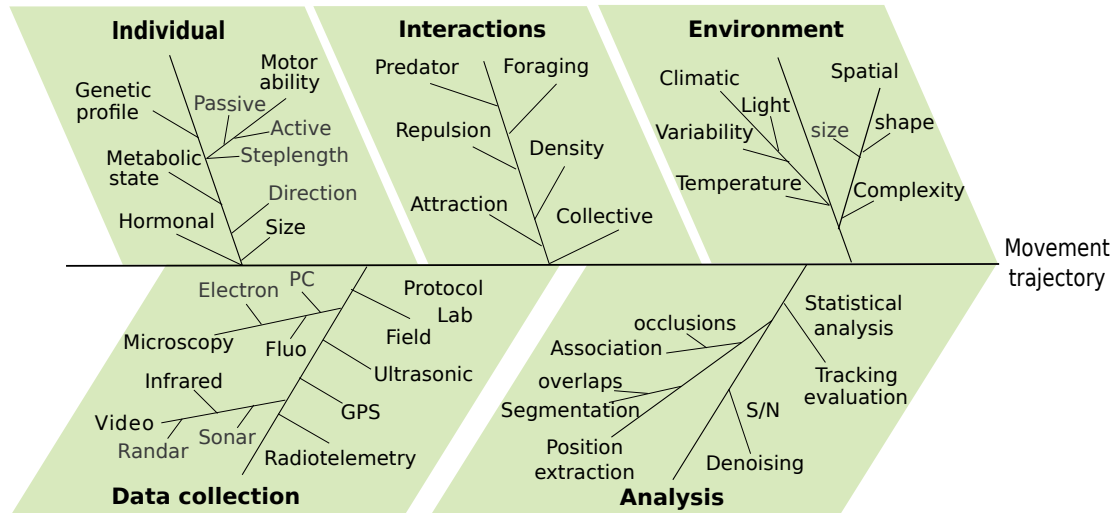 Individual
Motor
ability
Genetic
profile
Passive
Active
Steplength
Metabolic
state
Direction
Hormonal
Size
Interactions
Predator
Foraging
Repulsion
Density
Attraction
Collective
Environment
Climatic
Spatial
Light
Variability
size
shape
Temperature
Complexity
Movement
trajectory
Electron
PC
Protocol
Lab
Microscopy
Fluo
Field
Infrared
Ultrasonic
Video
GPS
Randar
Sonar
Radiotelemetry
Data collection
Statistical
analysis
occlusions
Association
Tracking
evaluation
overlaps
Segmentation
S/N
Position
extraction
Denoising
Analysis